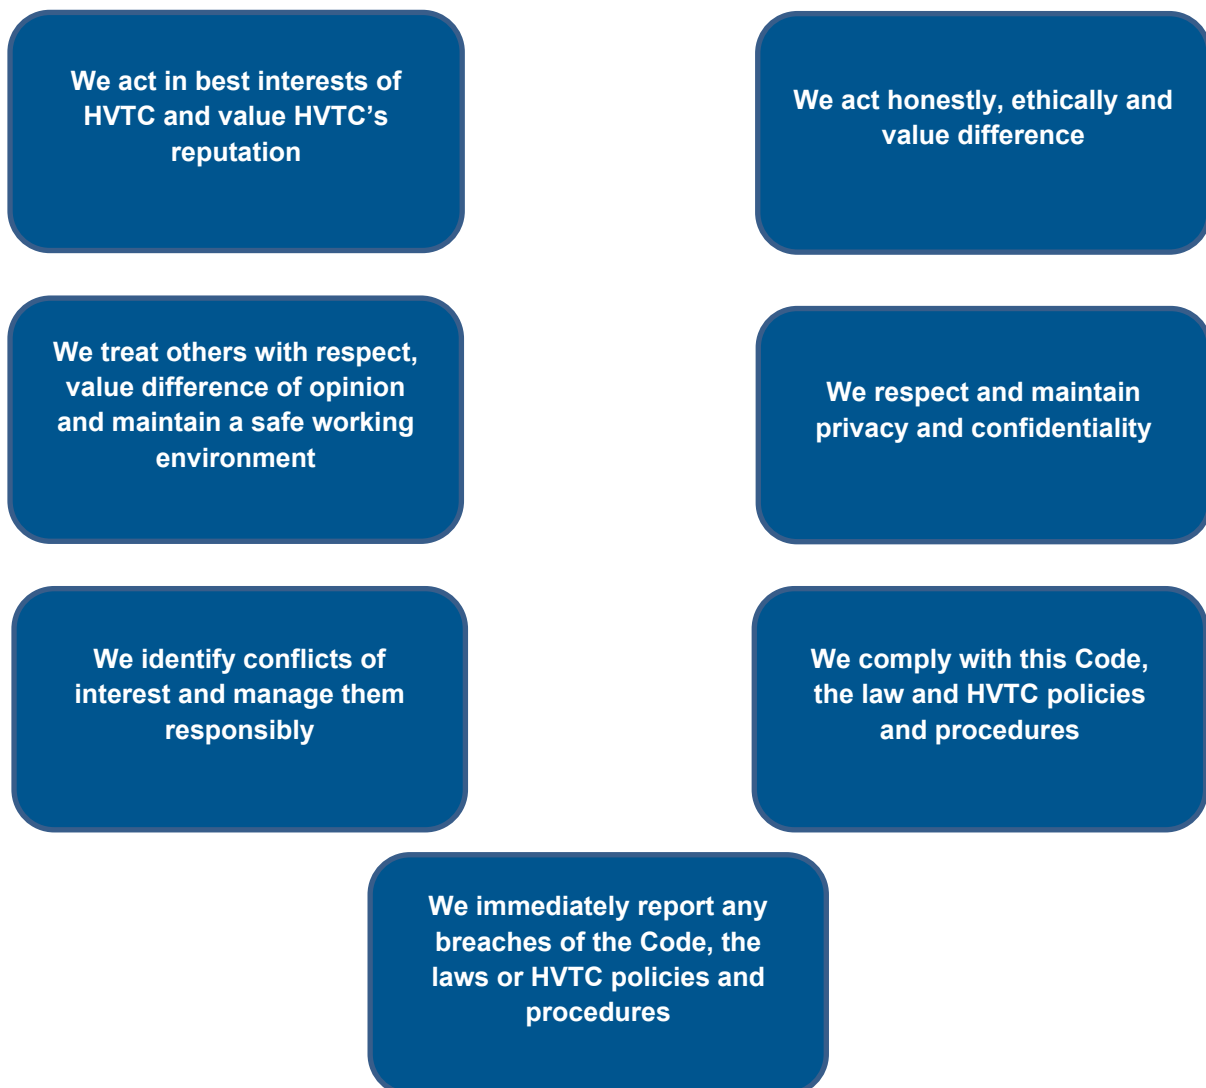 We act in best interests of
HVTC and value HVTC’s
reputation
We act honestly, ethically and
value difference
We treat others with respect,
value difference of opinion
and maintain a safe working
environment
We respect and maintain
privacy and confidentiality
We identify conflicts of
interest and manage them
responsibly
We comply with this Code,
the law and HVTC policies
and procedures
We immediately report any
breaches of the Code, the
laws or HVTC policies and
procedures